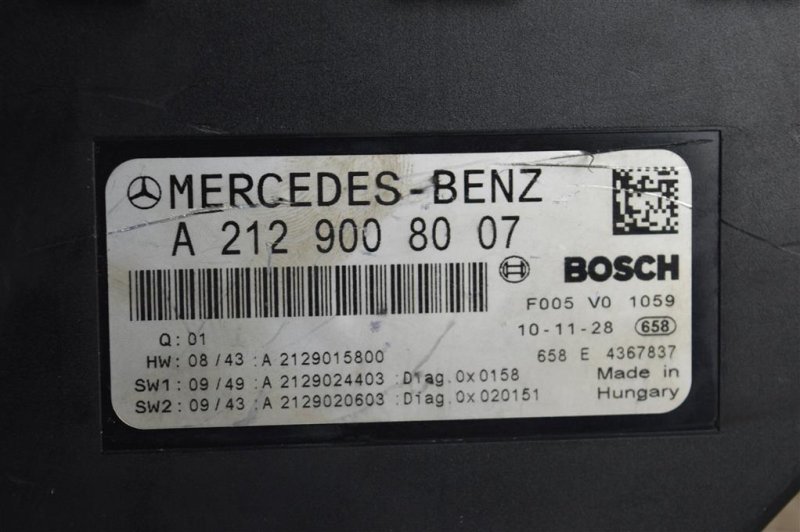 MERCEDES-BENZ
A 212 900 80 07
BOSCH
F005 V0 1059
Q: 01
10-11-28 658
HW: 08/43 :A 2129015800
658 E 4367837
SW1: 09/49 :A 2129024403 :Diag.0x0158
Made in
SW2: 09/43 :A 2129020603 :Diag.0x020151
Hungary